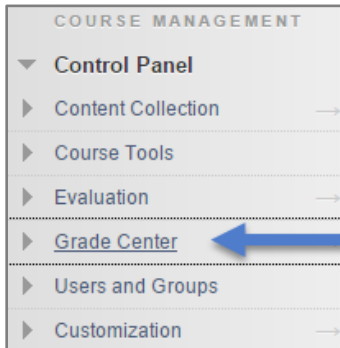 COURSE MANAGEMENT
Control Panel
Content Collection
Course Tools
Evaluation
Grade Center
Users and Groups
Customization